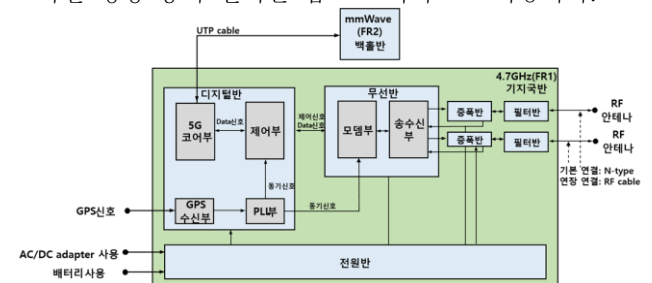 mmWave
(FR2)
백홀반
UTP cable
4.7GHz(FR1)
기지국반
디지털반
무선반
5G
코어부
Data신호
제어부
제어신호
Data신호
모뎀부
송수신
부
증폭반
필터반
증폭반
필터반
RF
안테나
RF
안테나
기본 연결: N-type
연장 연결: RF cable
동기신호
GPS신호
GPS
수신부
PLL부
동기신호
AC/DC adapter 사용
배터리사용
전원반